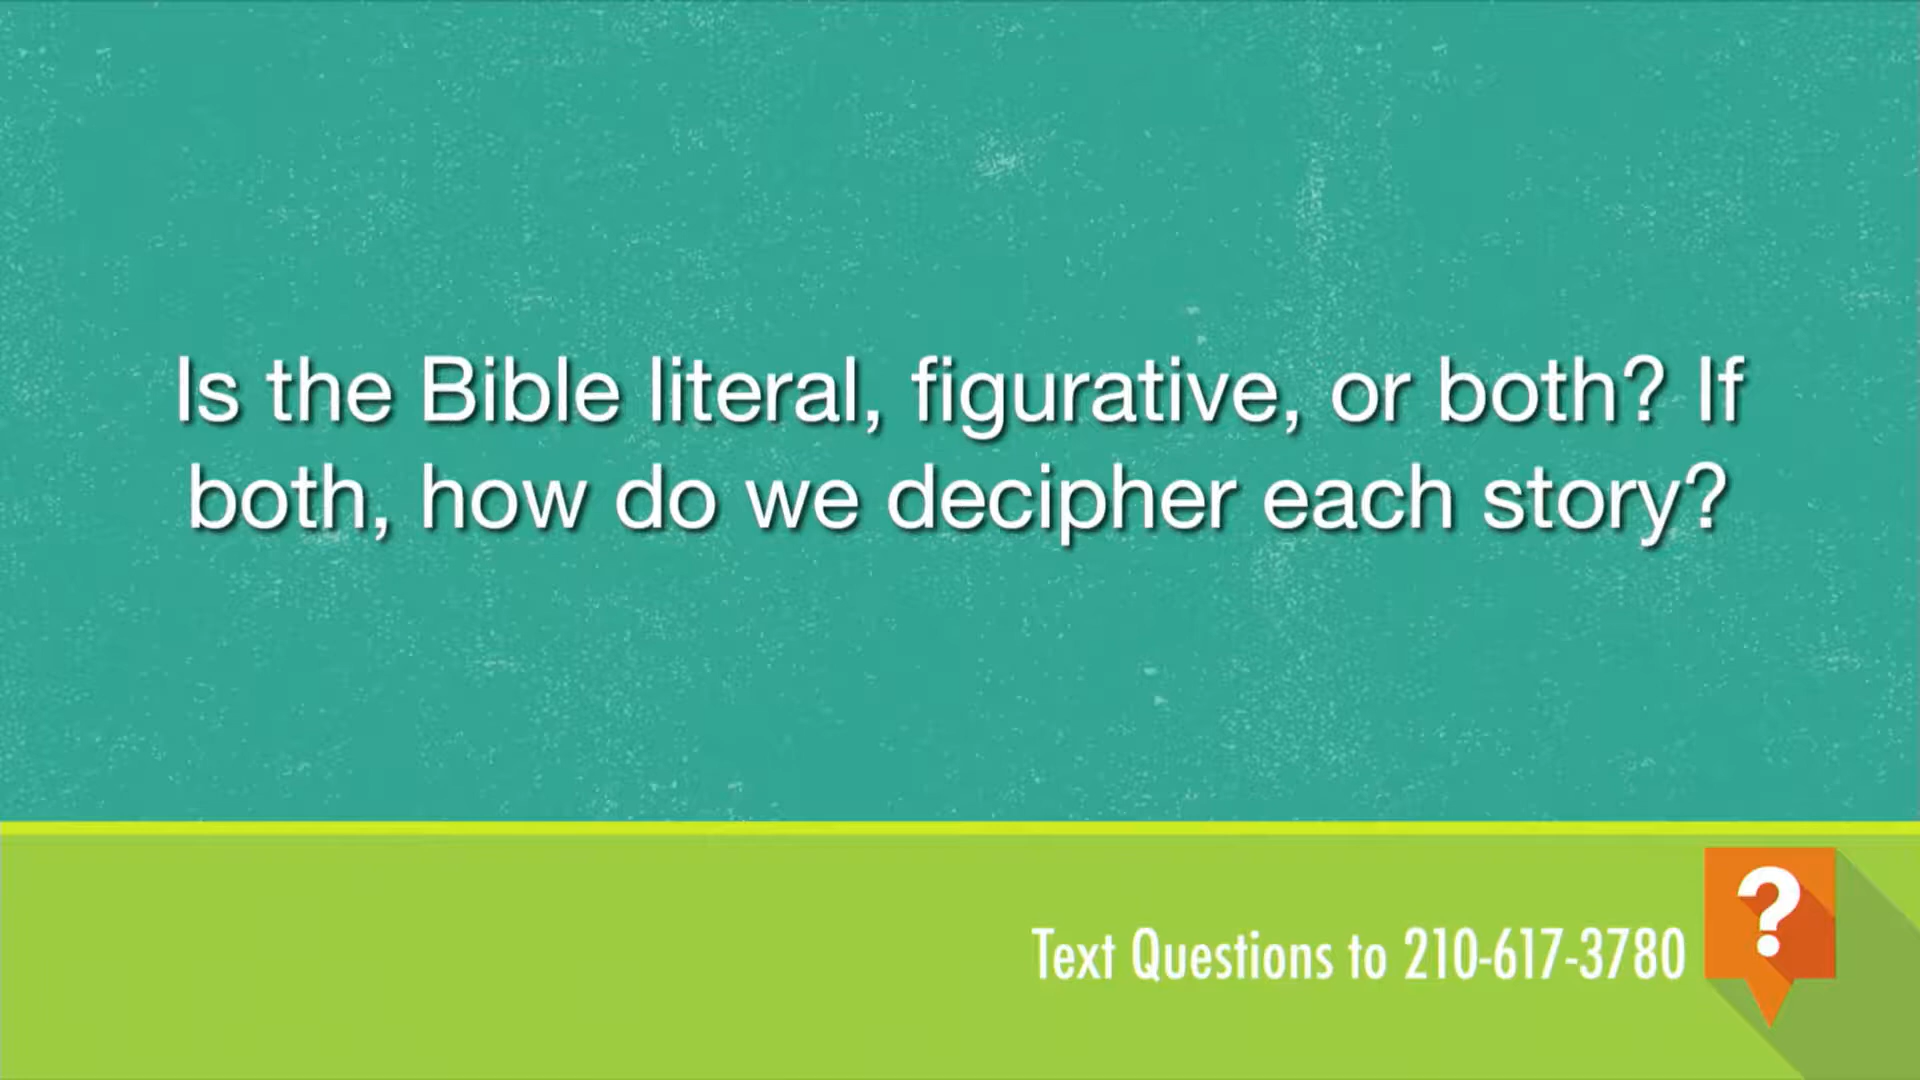 Is the Bible literal, figurative, or both? If
both, how do we decipher each story?
Text Questions to 210-617-3780
?